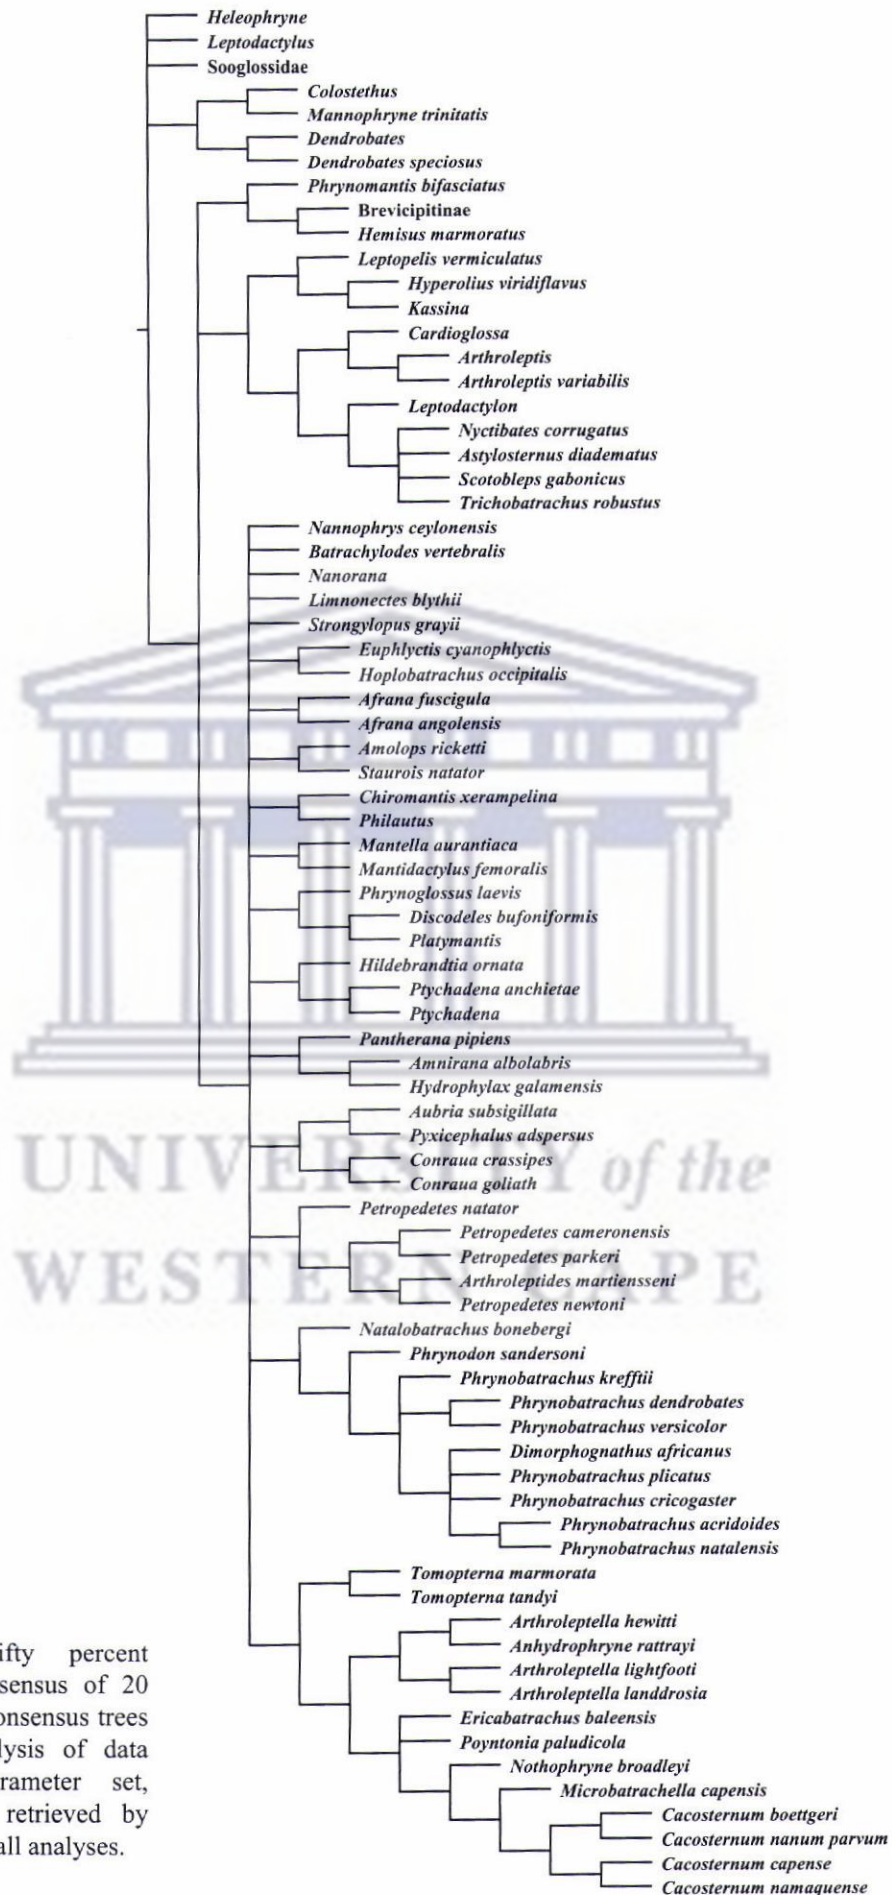 Heleophryne
Leptodactylus
Sooglossidae
Colostethus
Mannophryne trinitatis
Dendrobates
Dendrobates speciosus
Phrynomantis bifasciatus
Brevicipitinae
Hemisus marmoratus
Leptopelis vermiculatus
Hyperolius viridiflavus
Kassina
Cardioglossa
Arthroleptis
Arthroleptis variabilis
Leptodactylon
Nyctibates corrugatus
Astylosternus diadematus
Scotobleps gabonicus
Trichobatrachus robustus
Nannophrys ceylonensis
Batrachylodes vertebralis
Nanorana
Limnonectes blythii
Strongylopus grayii
Euphlyctis cyanophlyctis
Hoplobatrachus occipitalis
Afrana fuscigula
Afrana angolensis
Amolops ricketti
Staurois natator
Chiromantis xerampelina
Philautus
Mantella aurantiaca
Mantidactylus femoralis
Phrynoglossus laevis
Discodeles bufoniformis
Platymantis
Hildebrandtia ornata
Ptychadena anchietae
Ptychadena
Pantherana pipiens
Amnirana albolabris
Hydrophylax galamensis
Aubria subsigillata
Pyxicephalus adspersus
Conraua crassipes
Conraua goliath
Petropedetes natator
Petropedetes cameronensis
Petropedetes parkeri
Arthroleptides martiensseni
Petropedetes newtoni
Natalobatrachus bonebergi
Phrynodon sandersoni
Phrynobatrachus krefftii
Phrynobatrachus dendrobates
Phrynobatrachus versicolor
Dimorphognathus africanus
Phrynobatrachus plicatus
Phrynobatrachus cricogaster
Phrynobatrachus acridoides
Phrynobatrachus natalensis
Tomopterna marmorata
Tomopterna tandyi
Arthroleptella hewitti
Anhydrophryne rattrayi
Arthroleptella lightfooti
Arthroleptella landdrosia
Ericabatrachus baleensis
Poyntonia paludicola
Nothophryne broadleyi
Microbatrachella capensis
Cacosternum boettgeri
Cacosternum nanum parvum
Cacosternum capense
Cacosternum namaquense
UNIVERSITY of the
WESTERN CAPE
ifty percent
sensus of 20
onsensus trees
lysis of data
rameter set,
retrieved by
all analyses.